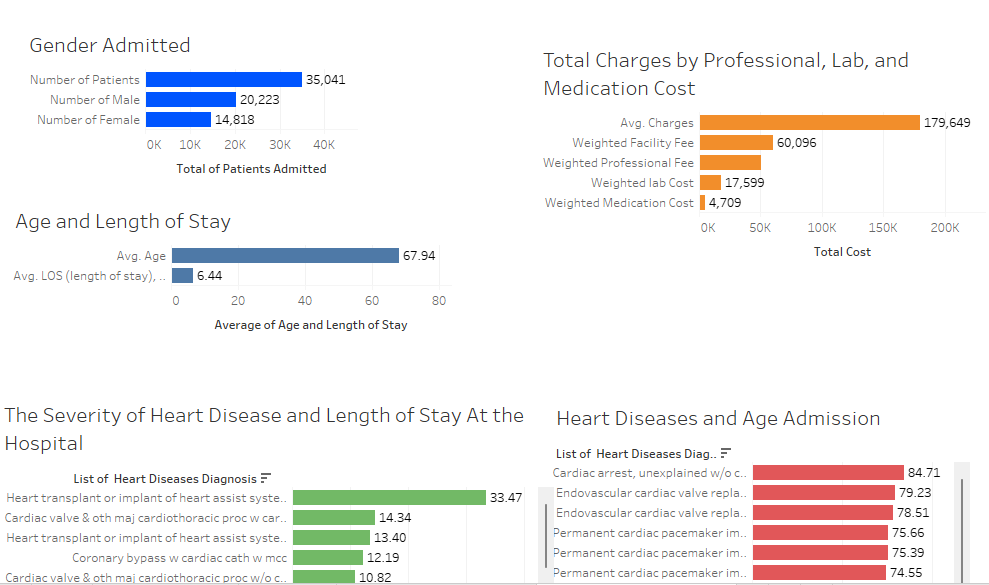 Gender Admitted
Number of Patients 35,041
Number of Male 20,223
Number of Female 14,818
0K 10K 20K 30K 40K
Total of Patients Admitted
Total Charges by Professional, Lab, and
Medication Cost
Avg. Charges 179,649
Weighted Facility Fee 60,096
Weighted Professional Fee
Weighted lab Cost 17,599
Weighted Medication Cost 4,709
0K 50K 100K 150K 200K
Total Cost
Age and Length of Stay
Avg. Age 67.94
Avg. LOS (length of stay), .. 6.44
0 20 40 60 80
Average of Age and Length of Stay
The Severity of Heart Disease and Length of Stay At the
Hospital
List of Heart Diseases Diagnosis
Heart transplant or implant of heart assist syste.. 33.47
Cardiac valve & oth maj cardiothoracic proc w car.. 14.34
Heart transplant or implant of heart assist syste.. 13.40
Coronary bypass w cardiac cath w mcc 12.19
Cardiac valve & oth maj cardiothoracic proc w/o c.. 10.82
Heart Diseases and Age Admission
List of Heart Diseases Diag..
Cardiac arrest, unexplained w/o c.. 84.71
Endovascular cardiac valve repla.. 79.23
Endovascular cardiac valve repla.. 78.51
Permanent cardiac pacemaker im.. 75.66
Permanent cardiac pacemaker im.. 75.39
Permanent cardiac pacemaker im.. 74.55